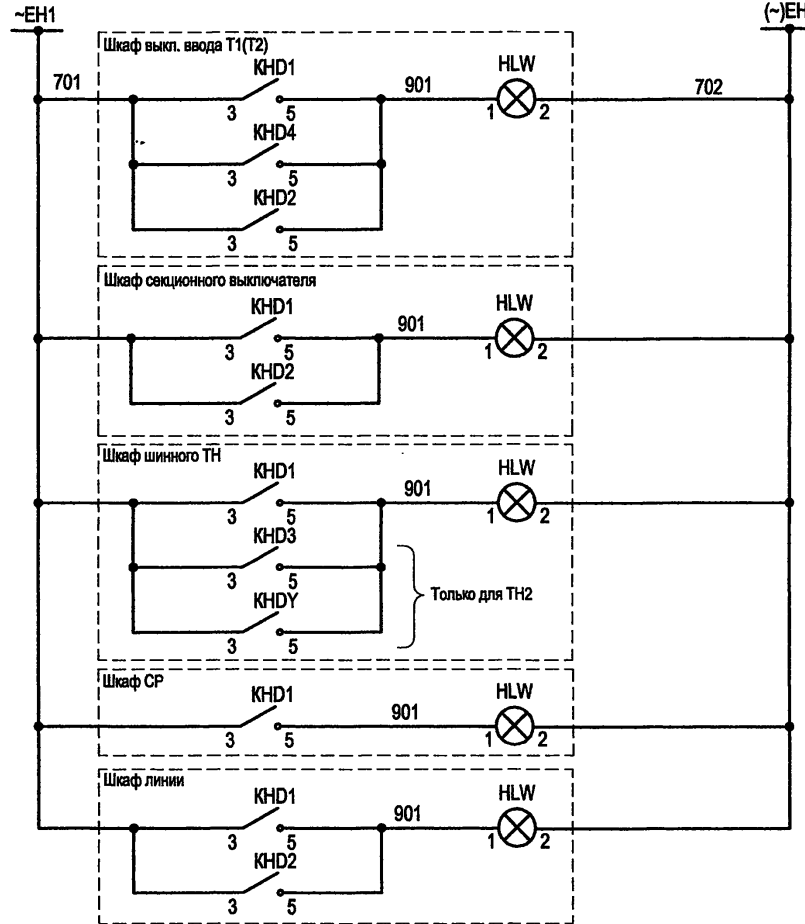 ~EH1
(~)EH
Шкаф выкл. ввода Т1(Т2)
701
KHD1
3
5
901
HLW
1
2
702
KHD4
3
5
KHD2
3
5
Шкаф секционного выключателя
KHD1
3
5
901
HLW
1
2
KHD2
3
5
Шкаф шинного ТН
KHD1
3
5
901
HLW
1
2
KHD3
3
5
Только для ТН2
KHDY
3
5
Шкаф СР
KHD1
3
5
901
HLW
1
2
Шкаф линии
KHD1
3
5
901
HLW
1
2
KHD2
3
5